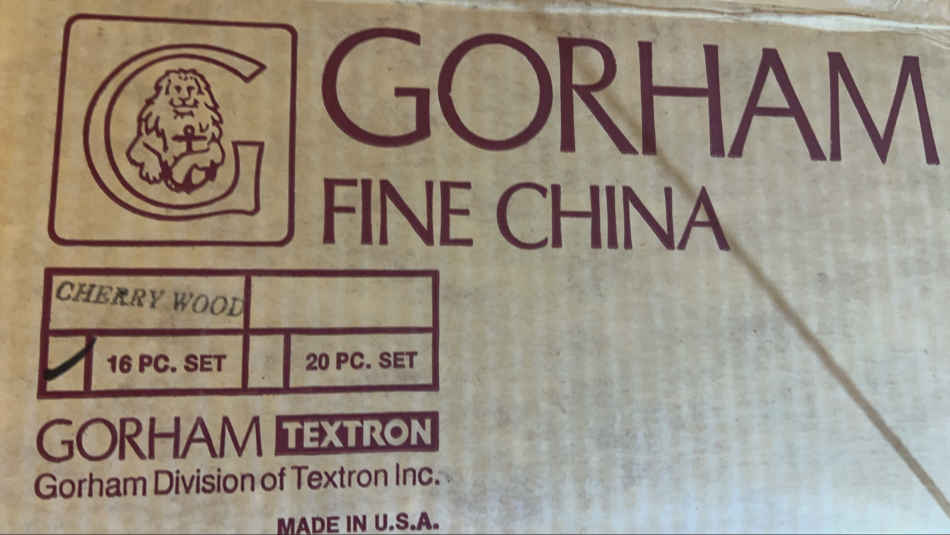 G
GORHAM
FINE CHINA
CHERRY WOOD
16 PC. SET
20 PC. SET
GORHAM TEXTRON
Gorham Division of Textron Inc.
MADE IN U.S.A.